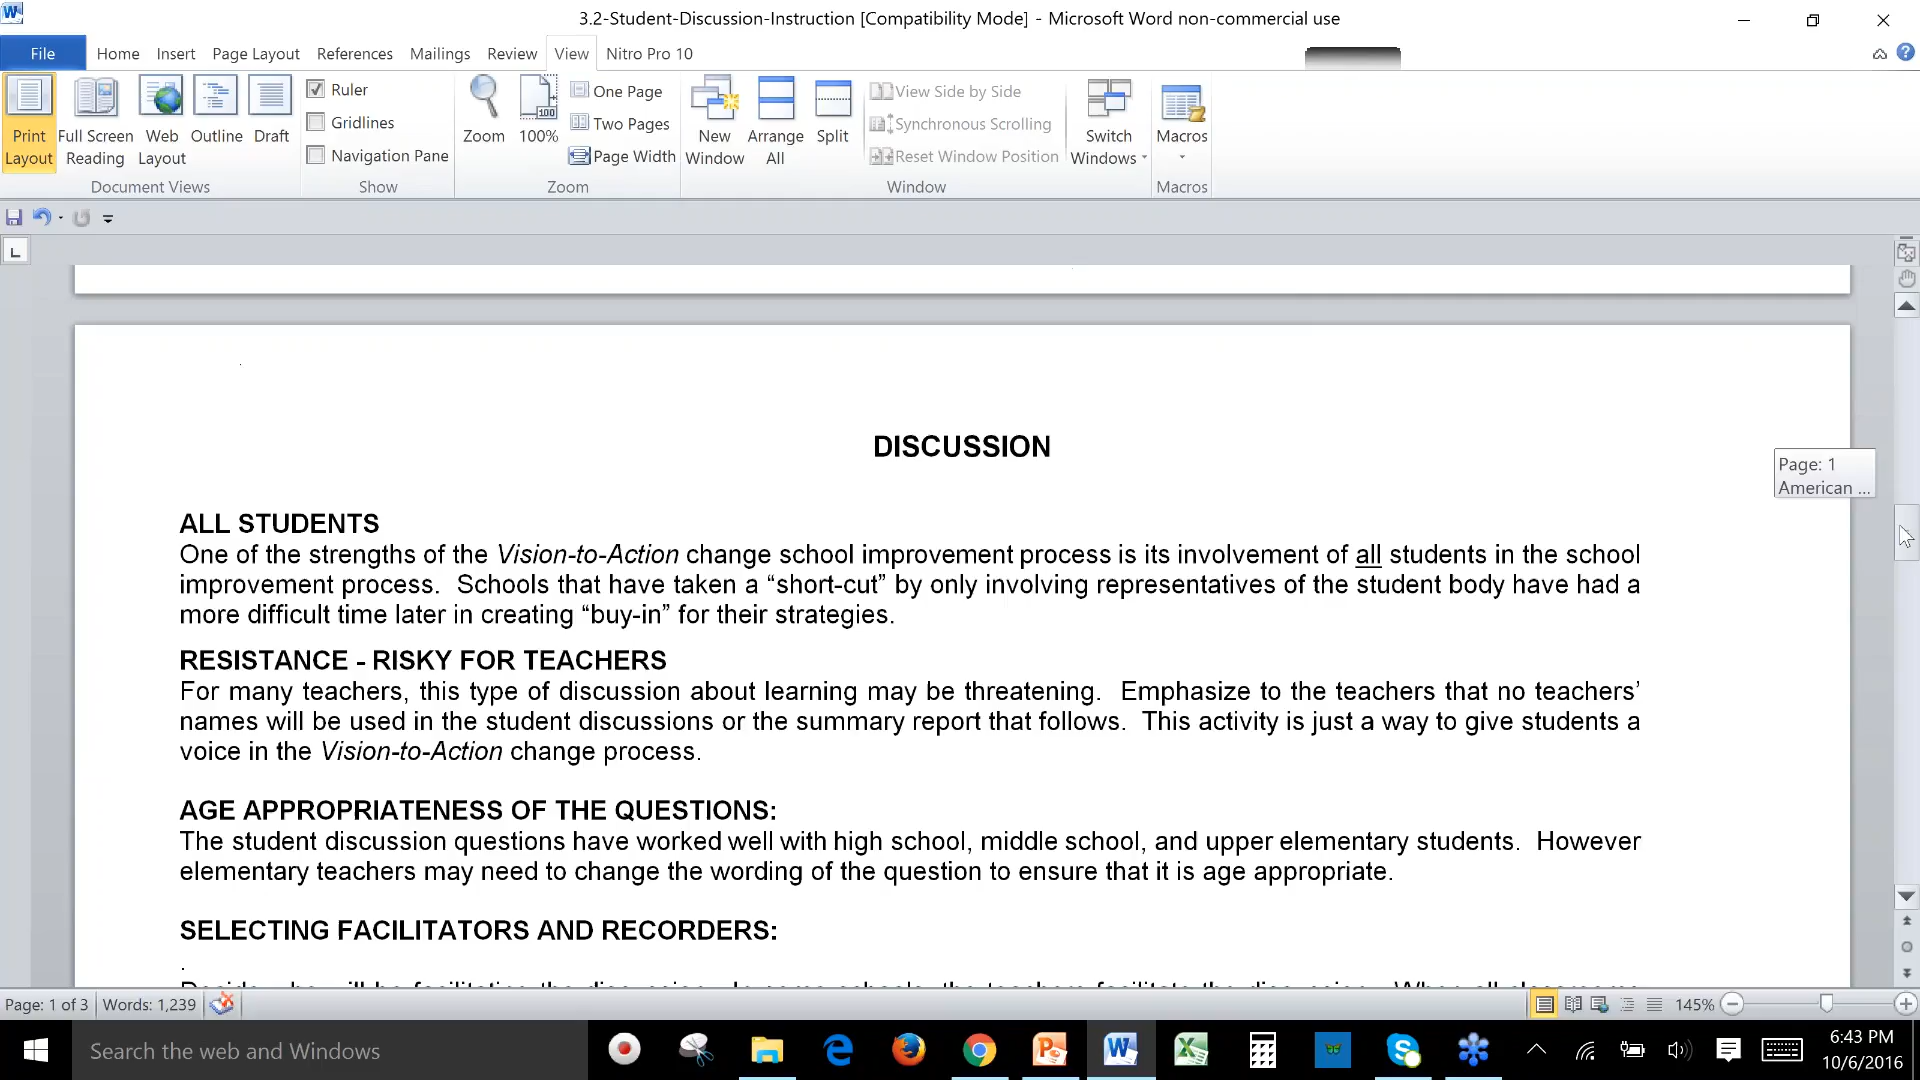 3.2-Student-Discussion-Instruction [Compatibility Mode] - Microsoft Word non-commercial use
File Home Insert Page Layout References Mailings Review View Nitro Pro 10
Print Layout
Full Screen Reading
Web Layout
Outline
Draft
Document Views
Ruler
Gridlines
Navigation Pane
Show
Zoom
100%
One Page
Two Pages
Page Width
Zoom
New Window
Arrange All
Split
View Side by Side
Synchronous Scrolling
Reset Window Position
Switch Windows
Window
Macros
Macros
DISCUSSION
Page: 1
American ...
ALL STUDENTS
One of the strengths of the Vision-to-Action change school improvement process is its involvement of all students in the school
improvement process.  Schools that have taken a “short-cut” by only involving representatives of the student body have had a
more difficult time later in creating “buy-in” for their strategies.
RESISTANCE - RISKY FOR TEACHERS
For many teachers, this type of discussion about learning may be threatening.  Emphasize to the teachers that no teachers’
names will be used in the student discussions or the summary report that follows.  This activity is just a way to give students a
voice in the Vision-to-Action change process.
AGE APPROPRIATENESS OF THE QUESTIONS:
The student discussion questions have worked well with high school, middle school, and upper elementary students.  However
elementary teachers may need to change the wording of the question to ensure that it is age appropriate.
SELECTING FACILITATORS AND RECORDERS:
Page: 1 of 3 Words: 1,239 145%
Search the web and Windows
6:43 PM
10/6/2016